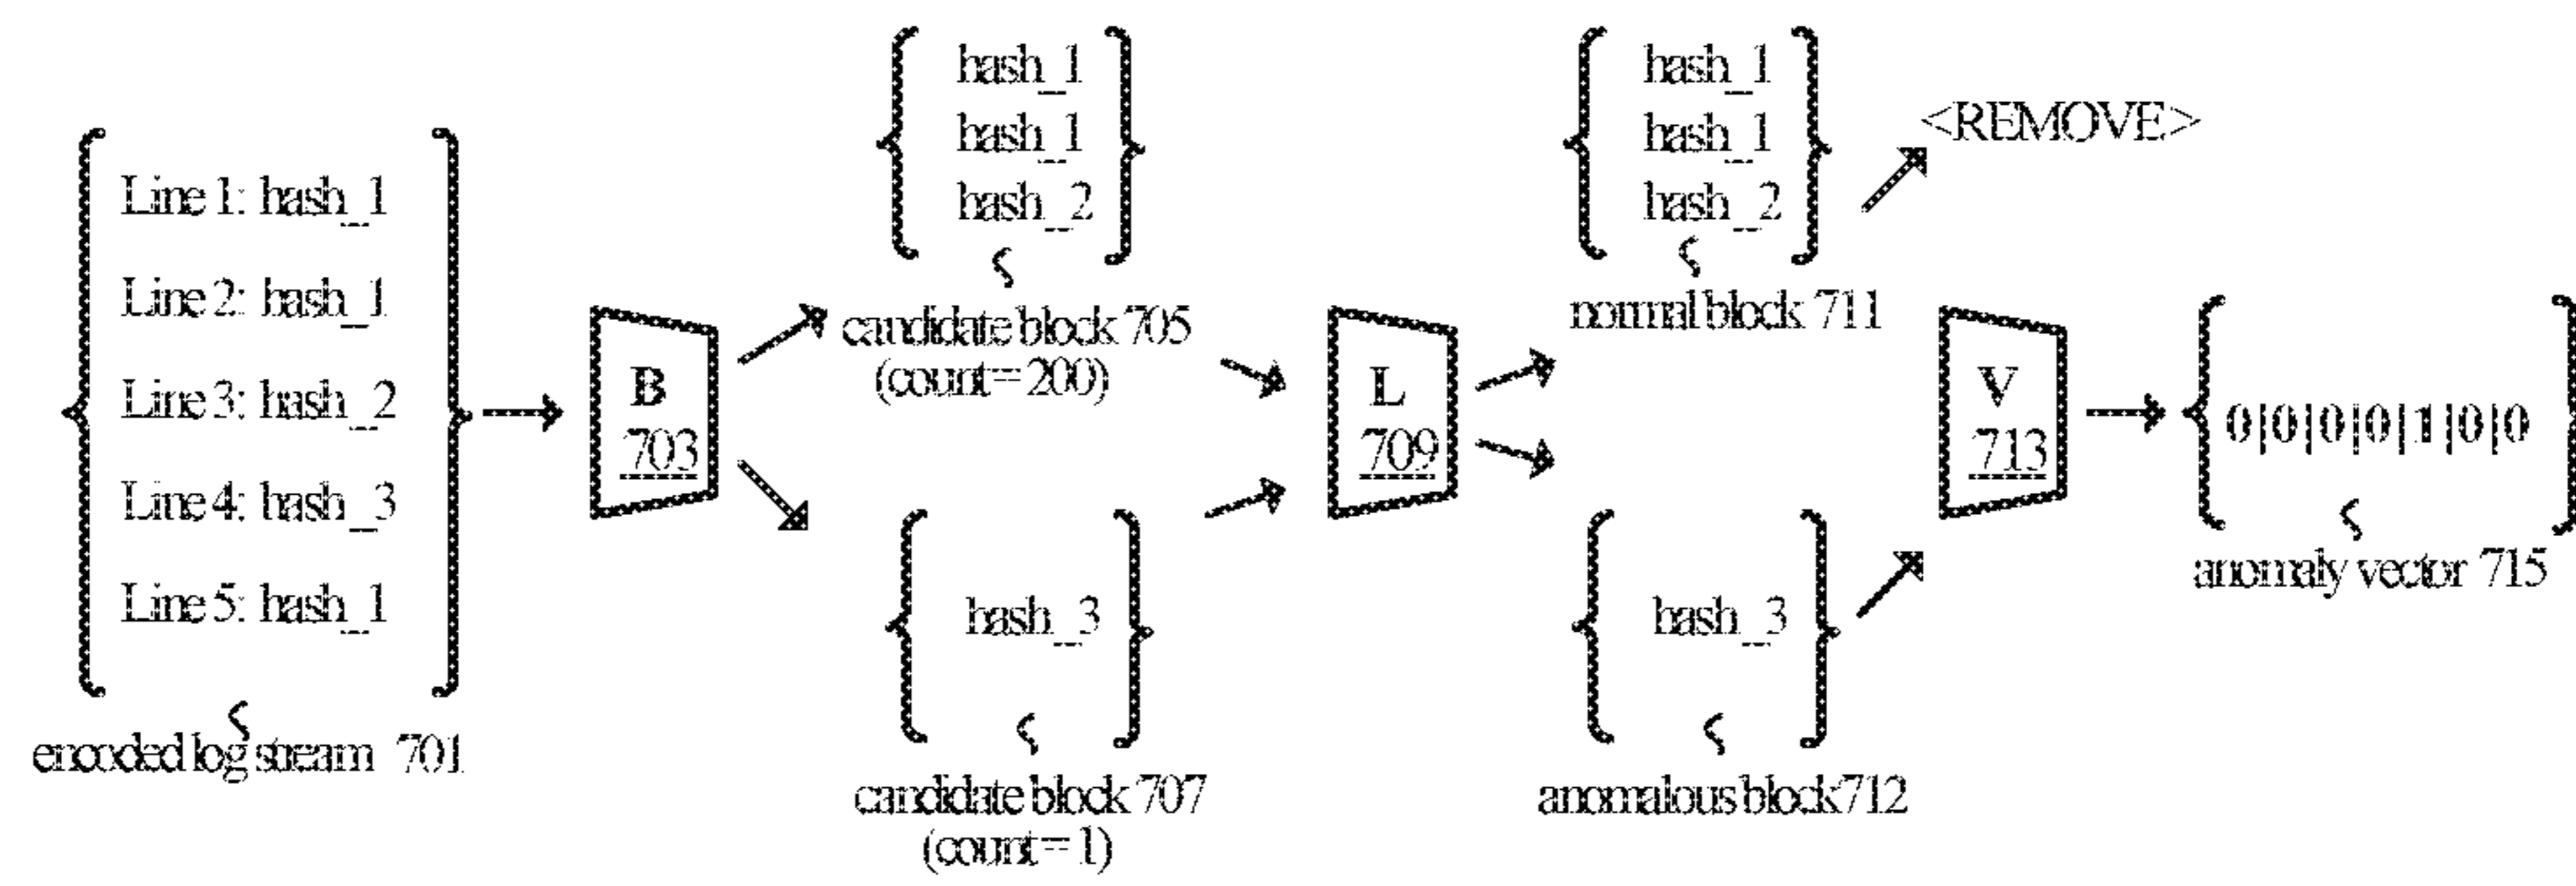 Line 1: hash_1
Line 2: hash_1
Line 3: hash_2
Line 4: hash_3
Line 5: hash_1
encoded log stream 701
B
703
hash_1
hash_1
hash_2
candidate block 705
(count=200)
hash_3
candidate block 707
(count=1)
L
709
hash_1
hash_1
hash_2
normal block 711
<REMOVE>
hash_3
anomalous block 712
V
713
0|0|0|0|1|0|0
anomaly vector 715